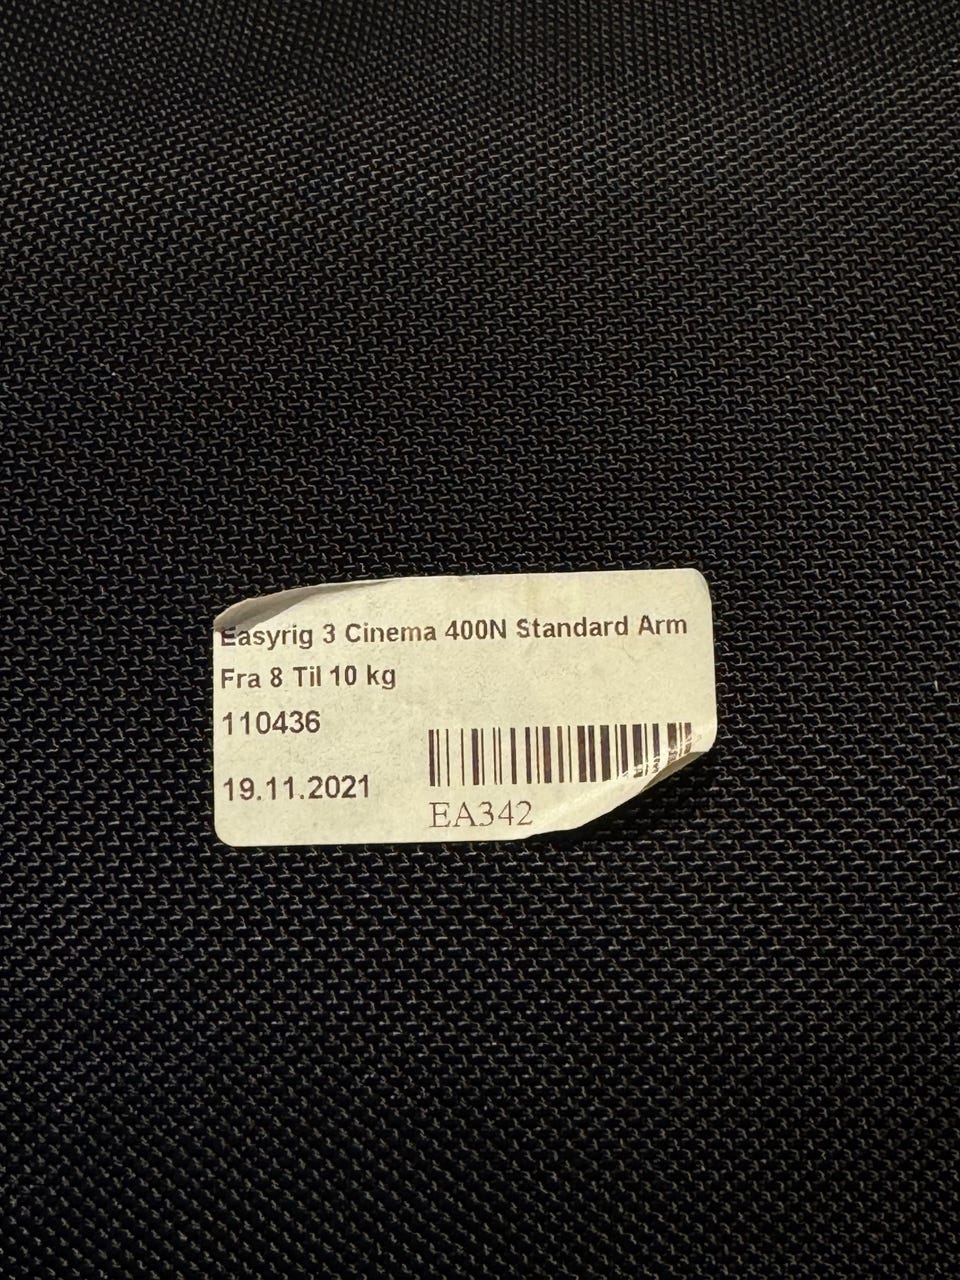 Easyrig 3 Cinema 400N Standard Arm
Fra 8 Til 10 kg
110436
19.11.2021
EA342